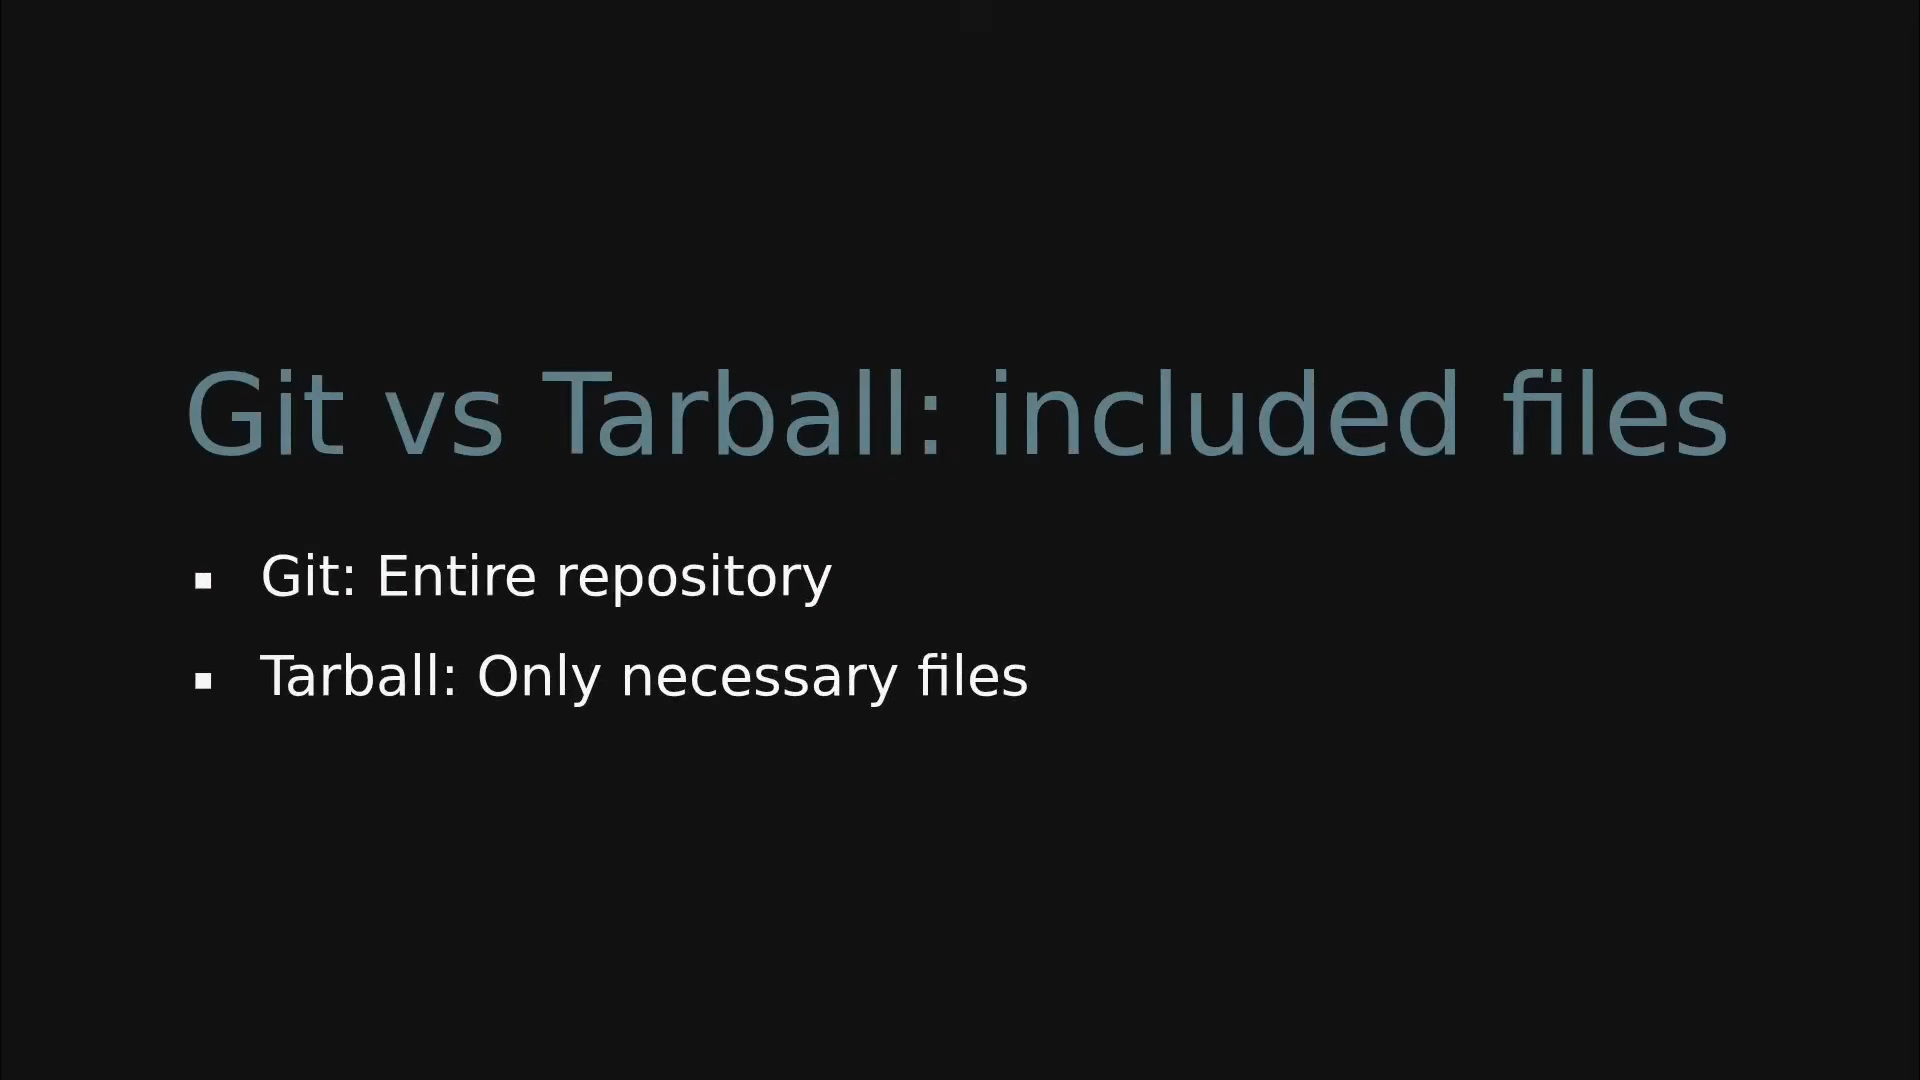 Git vs Tarball: included files
▪ Git: Entire repository
▪ Tarball: Only necessary files